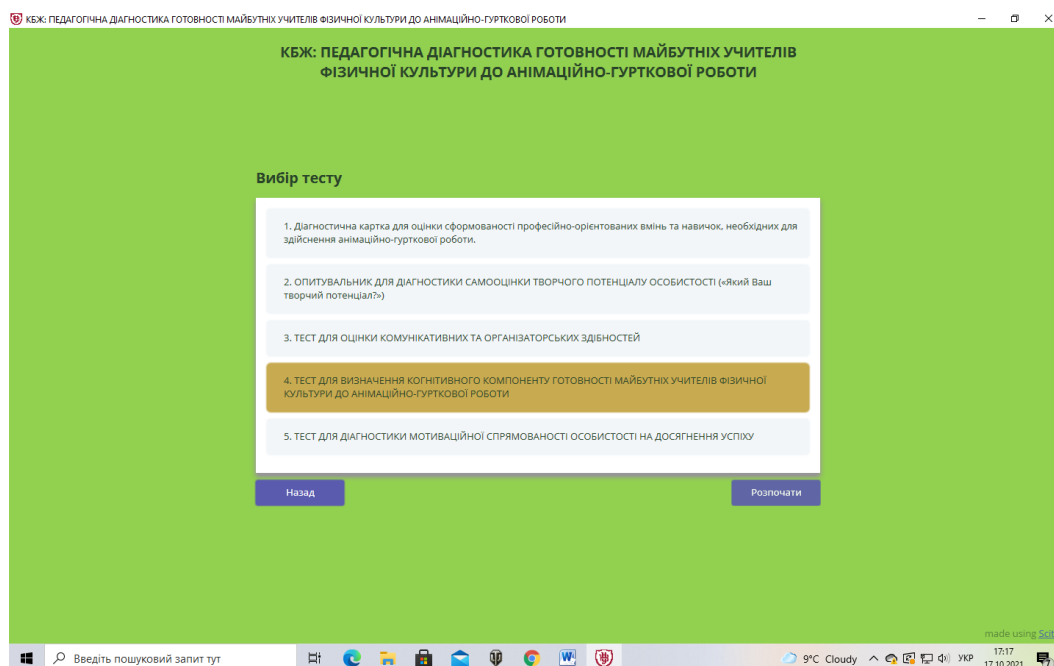 КБЖ: ПЕДАГОГІЧНА ДІАГНОСТИКА ГОТОВНОСТІ МАЙБУТНІХ УЧИТЕЛІВ ФІЗИЧНОЇ КУЛЬТУРИ ДО АНІМАЦІЙНО-ГУРТКОВОЇ РОБОТИ
КБЖ: ПЕДАГОГІЧНА ДІАГНОСТИКА ГОТОВНОСТІ МАЙБУТНІХ УЧИТЕЛІВ
ФІЗИЧНОЇ КУЛЬТУРИ ДО АНІМАЦІЙНО-ГУРТКОВОЇ РОБОТИ
Вибір тесту
1. Діагностична картка для оцінки сформованості професійно-орієнтованих вмінь та навичок, необхідних для
здійснення анімаційно-гурткової роботи.
2. ОПИТУВАЛЬНИК ДЛЯ ДІАГНОСТИКИ САМООЦІНКИ ТВОРЧОГО ПОТЕНЦІАЛУ ОСОБИСТОСТІ («Який Ваш
творчий потенціал?»)
3. ТЕСТ ДЛЯ ОЦІНКИ КОМУНІКАТИВНИХ ТА ОРГАНІЗАТОРСЬКИХ ЗДІБНОСТЕЙ
4. ТЕСТ ДЛЯ ВИЗНАЧЕННЯ КОГНІТИВНОГО КОМПОНЕНТУ ГОТОВНОСТІ МАЙБУТНІХ УЧИТЕЛІВ ФІЗИЧНОЇ
КУЛЬТУРИ ДО АНІМАЦІЙНО-ГУРТКОВОЇ РОБОТИ
5. ТЕСТ ДЛЯ ДІАГНОСТИКИ МОТИВАЦІЙНОЇ СПРЯМОВАНОСТІ ОСОБИСТОСТІ НА ДОСЯГНЕННЯ УСПІХУ
Назад
Розпочати
made using
Введіть пошуковий запит тут
9°C Cloudy
УКР
17:17
17.10.2021